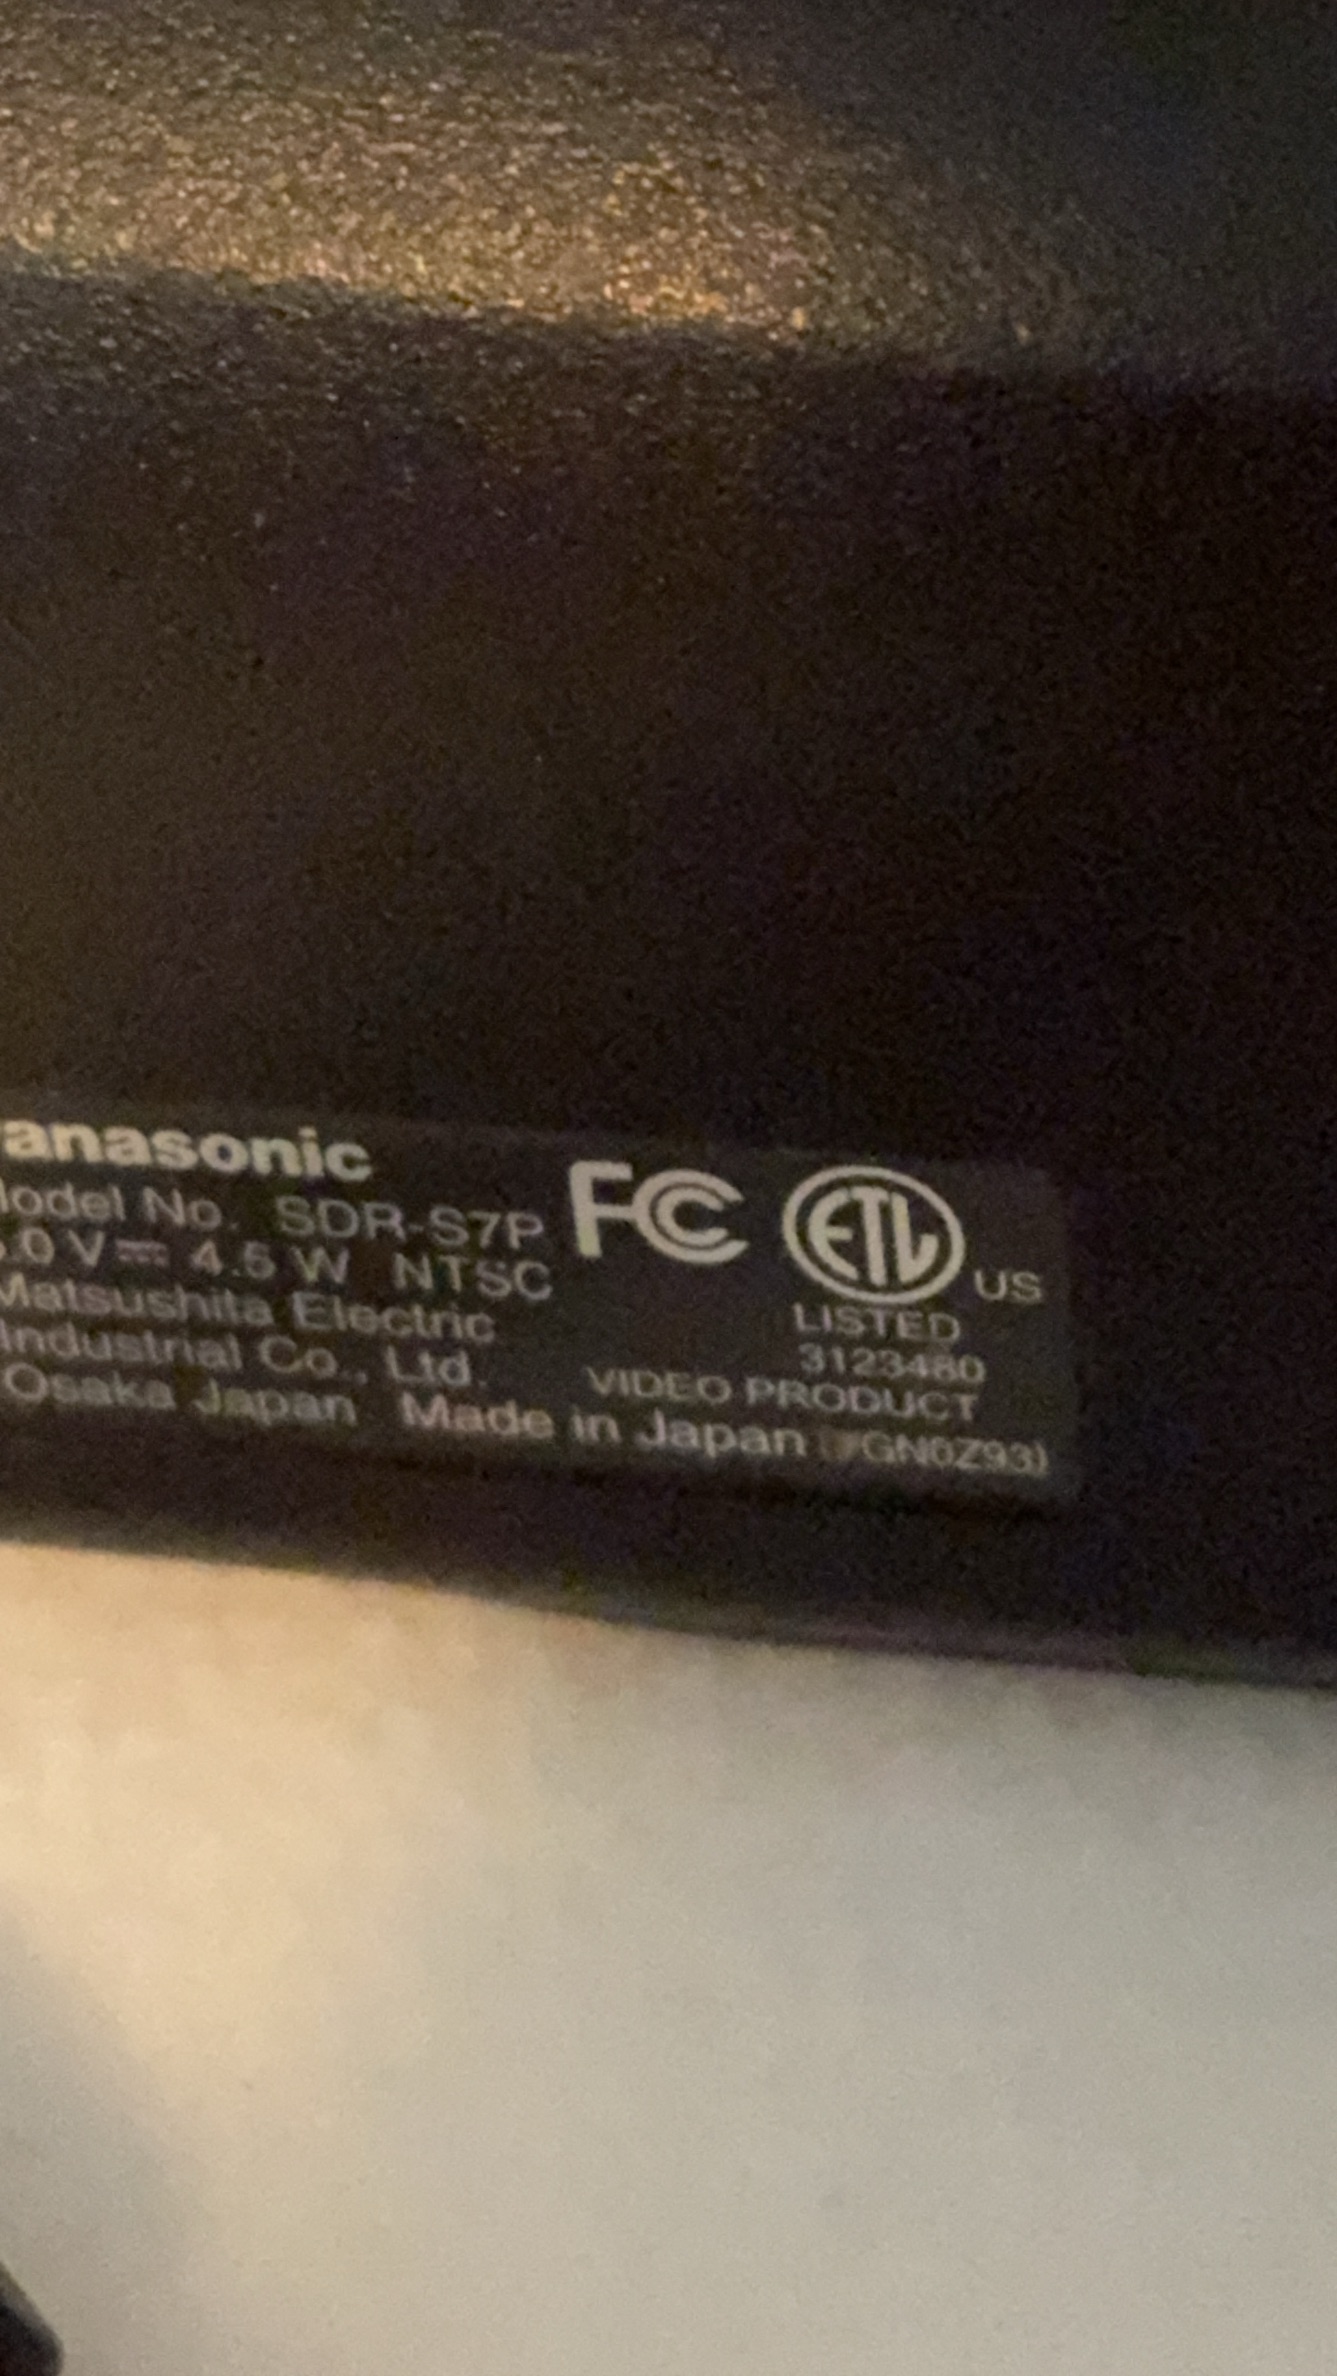 anasonic
odel No. SDR-S7P
.0 V 4.5 W NTSC
Matsushita Electric
Industrial Co., Ltd.
Osaka Japan Made in Japan
FC
ETL
US
LISTED
3123480
VIDEO PRODUCT